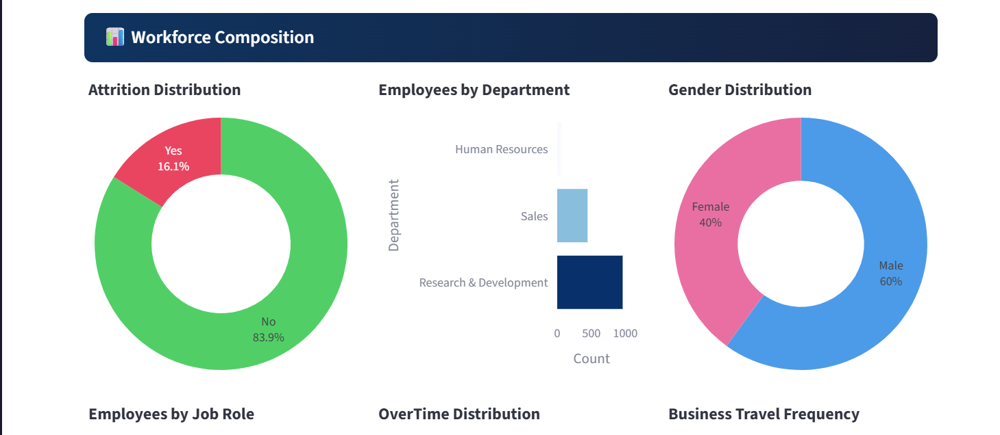 Workforce Composition
Attrition Distribution
Yes
16.1%
No
83.9%
Employees by Department
Department
Human Resources
Sales
Research & Development
0 500 1000
Count
Gender Distribution
Female
40%
Male
60%
Employees by Job Role
OverTime Distribution
Business Travel Frequency